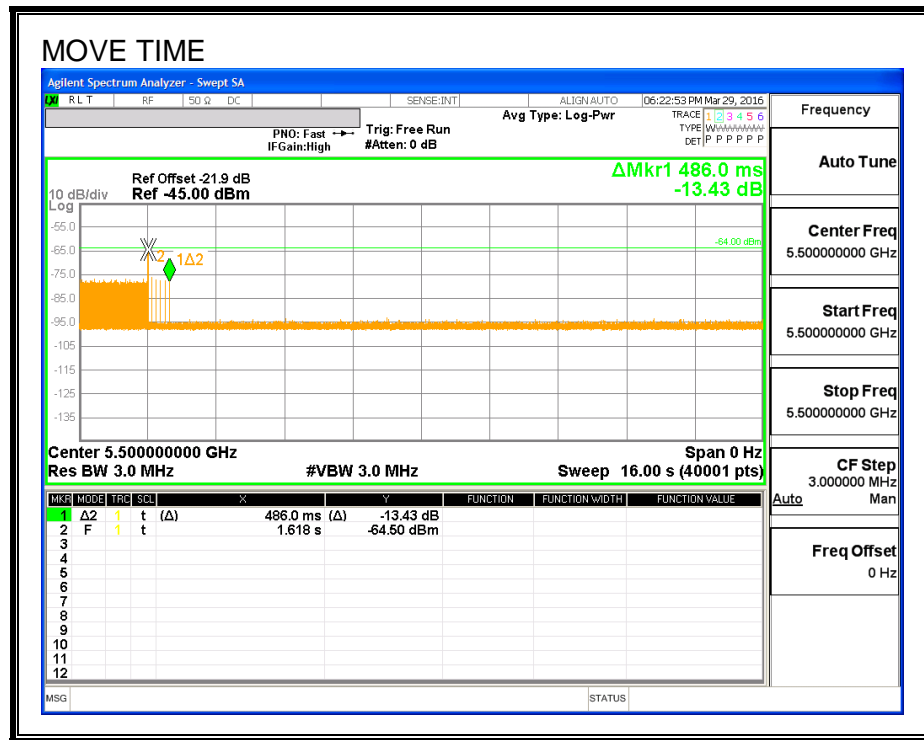 MOVE TIME
Agilent Spectrum Analyzer - Swept SA
LXI R L T RF 50 Ω DC SENSE:INT ALIGN AUTO 06:22:53 PM Mar 29, 2016
Avg Type: Log-Pwr
TRACE 1 2 3 4 5 6
TYPE
DET P P P P P P
PNO: Fast
IFGain:High
Trig: Free Run
#Atten: 0 dB
ΔMkr1 486.0 ms
-13.43 dB
Ref Offset -21.9 dB
10 dB/div Ref -45.00 dBm
Log
-55.0
-64.00 dBm
-65.0
2
1Δ2
-75.0
-85.0
-95.0
-105
-115
-125
-135
Center 5.500000000 GHz Span 0 Hz
Res BW 3.0 MHz #VBW 3.0 MHz Sweep 16.00 s (40001 pts)
MKR MODE TRC SCL X Y FUNCTION FUNCTION WIDTH FUNCTION VALUE
1 Δ2 1 t (Δ) 486.0 ms (Δ) -13.43 dB
2 F 1 t 1.618 s -64.50 dBm
3
4
5
6
7
8
9
10
11
12
MSG STATUS
Frequency
Auto Tune
Center Freq
5.500000000 GHz
Start Freq
5.500000000 GHz
Stop Freq
5.500000000 GHz
CF Step
3.000000 MHz
Auto Man
Freq Offset
0 Hz